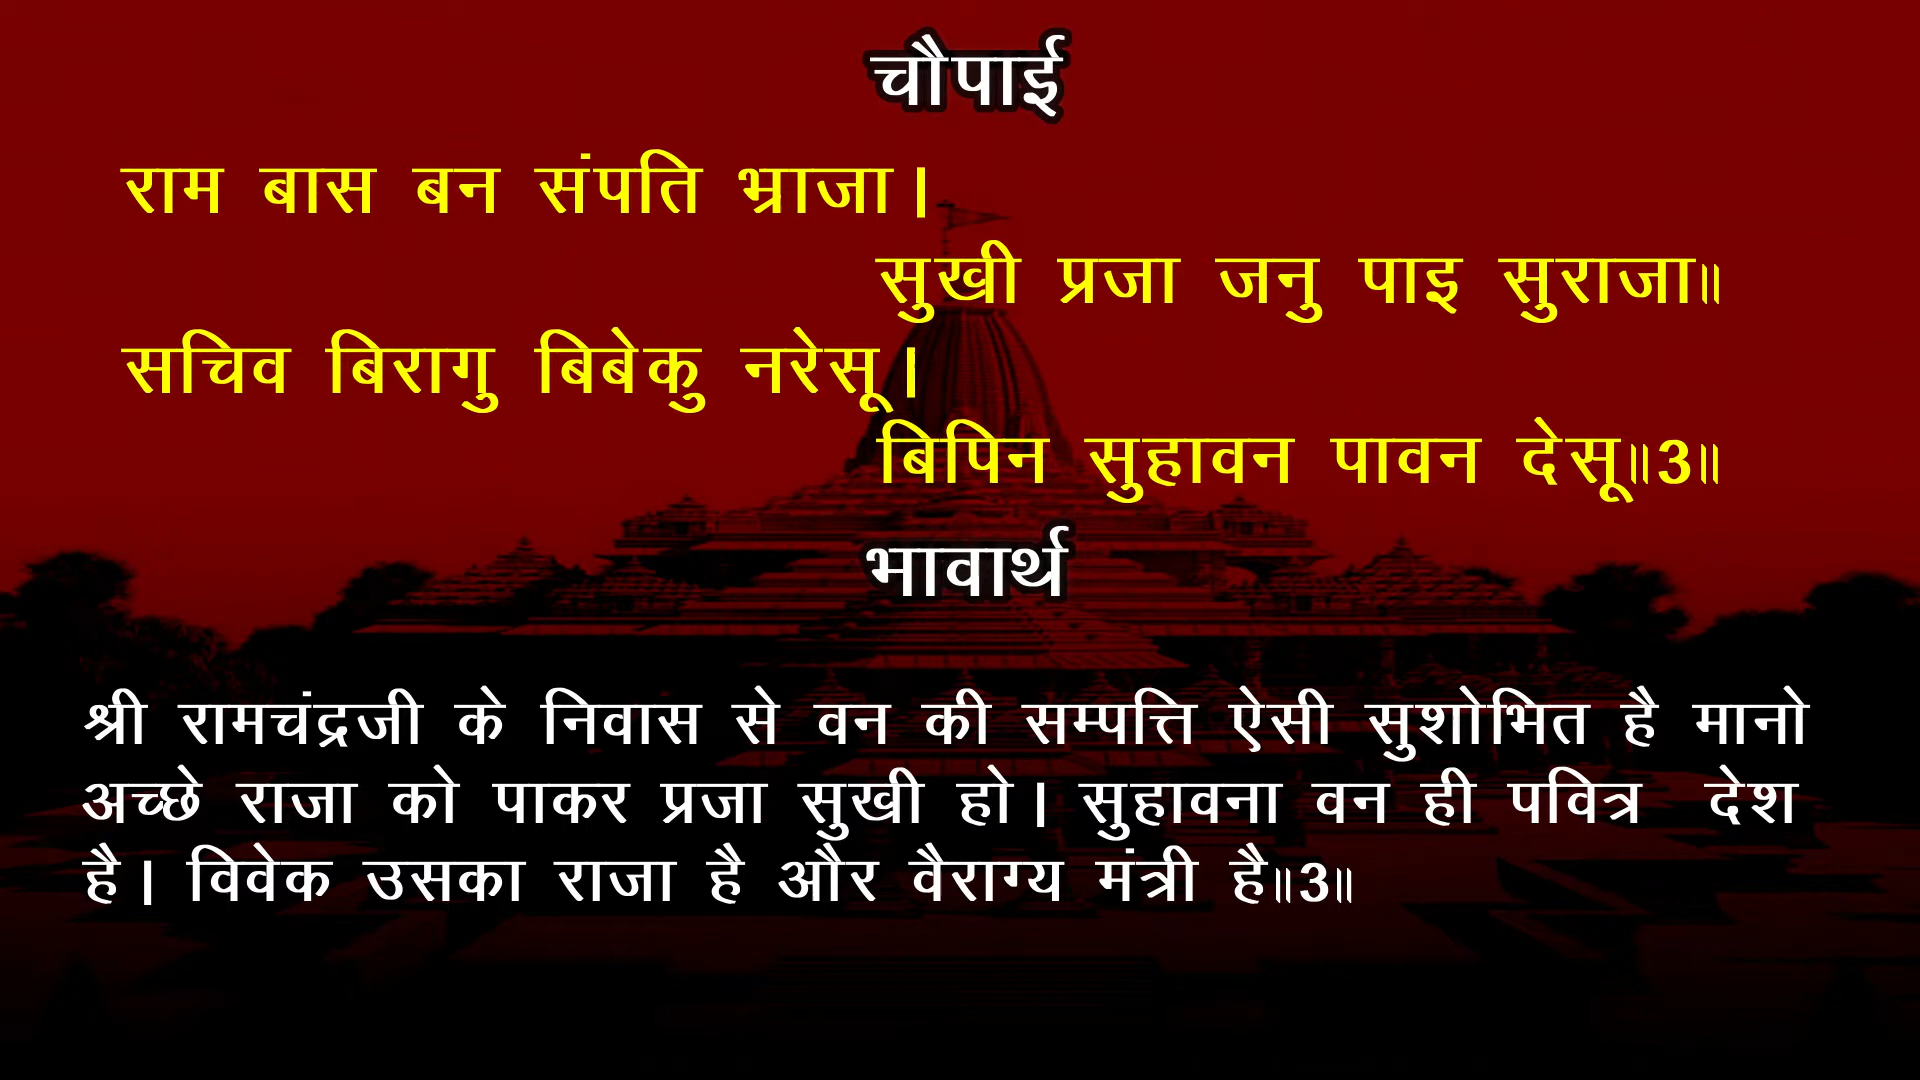 चौपाई
राम बास बन संपति भ्राजा।
सुखी प्रजा जनु पाइ सुराजा॥
सचिव बिरागु बिबेकु नरेसू।
बिपिन सुहावन पावन देसू॥3॥
भावार्थ
श्री रामचंद्रजी के निवास से वन की सम्पत्ति ऐसी सुशोभित है मानो
अच्छे राजा को पाकर प्रजा सुखी हो। सुहावना वन ही पवित्र देश
है। विवेक उसका राजा है और वैराग्य मंत्री है॥3॥